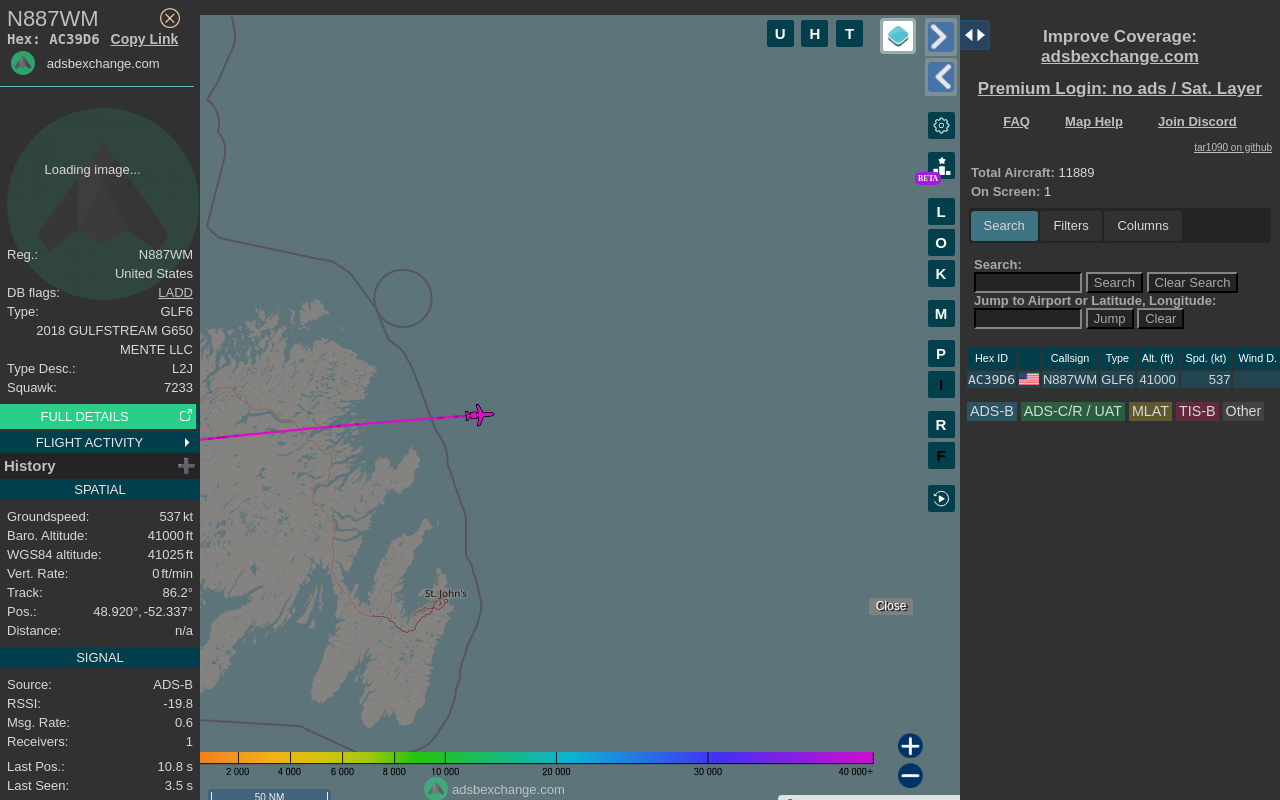 N887WM
Hex: AC39D6 Copy Link
adsbexchange.com
Loading image...
Reg.: N887WM
United States
DB flags: LADD
Type: GLF6
2018 GULFSTREAM G650
MENTE LLC
Type Desc.: L2J
Squawk: 7233
FULL DETAILS
FLIGHT ACTIVITY
History
SPATIAL
Groundspeed: 537 kt
Baro. Altitude: 41000 ft
WGS84 altitude: 41025 ft
Vert. Rate: 0 ft/min
Track: 86.2°
Pos.: 48.920°, -52.337°
Distance: n/a
SIGNAL
Source: ADS-B
RSSI: -19.8
Msg. Rate: 0.6
Receivers: 1
Last Pos.: 10.8 s
Last Seen: 3.5 s
U H T
BETA
L
O
K
M
P
I
R
F
St. John's
Close
2 000 4 000 6 000 8 000 10 000 20 000 30 000 40 000+
adsbexchange.com
50 NM
Improve Coverage:
adsbexchange.com
Premium Login: no ads / Sat. Layer
FAQ Map Help Join Discord
tar1090 on github
Total Aircraft: 11889
On Screen: 1
Search Filters Columns
Search:
Search Clear Search
Jump to Airport or Latitude, Longitude:
Jump Clear
Hex ID Callsign Type Alt. (ft) Spd. (kt) Wind D.
AC39D6 N887WM GLF6 41000 537
ADS-B ADS-C/R / UAT MLAT TIS-B Other